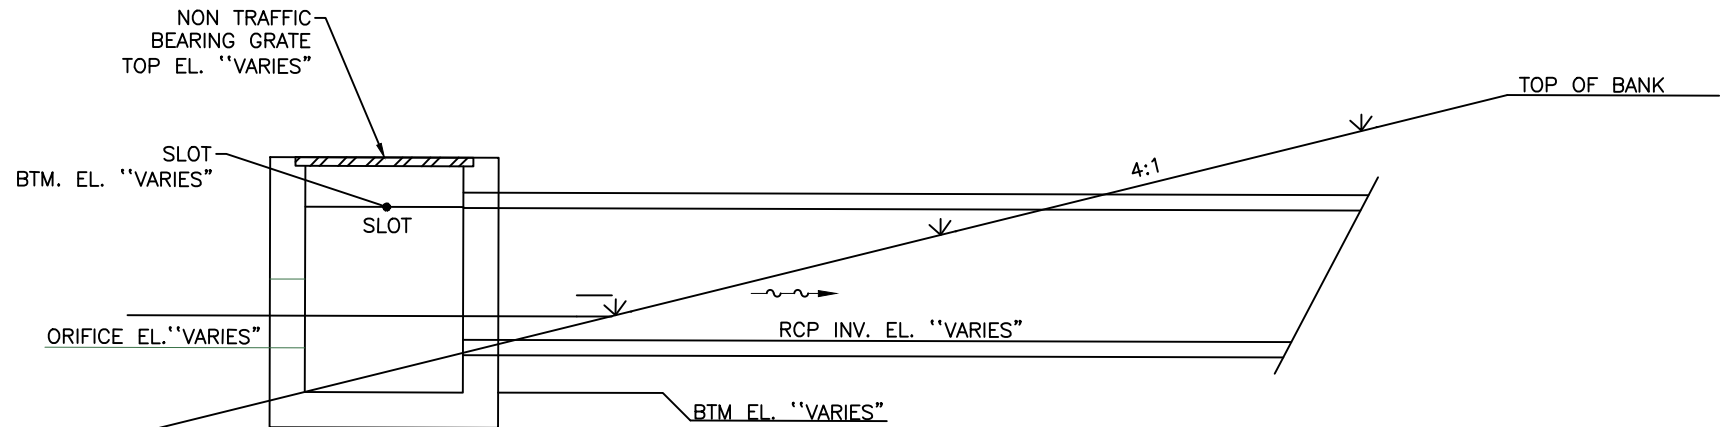 NON TRAFFIC
BEARING GRATE
TOP EL. "VARIES"
TOP OF BANK
SLOT
BTM. EL. "VARIES"
4:1
SLOT
ORIFICE EL."VARIES"
RCP INV. EL. "VARIES"
BTM EL. "VARIES"